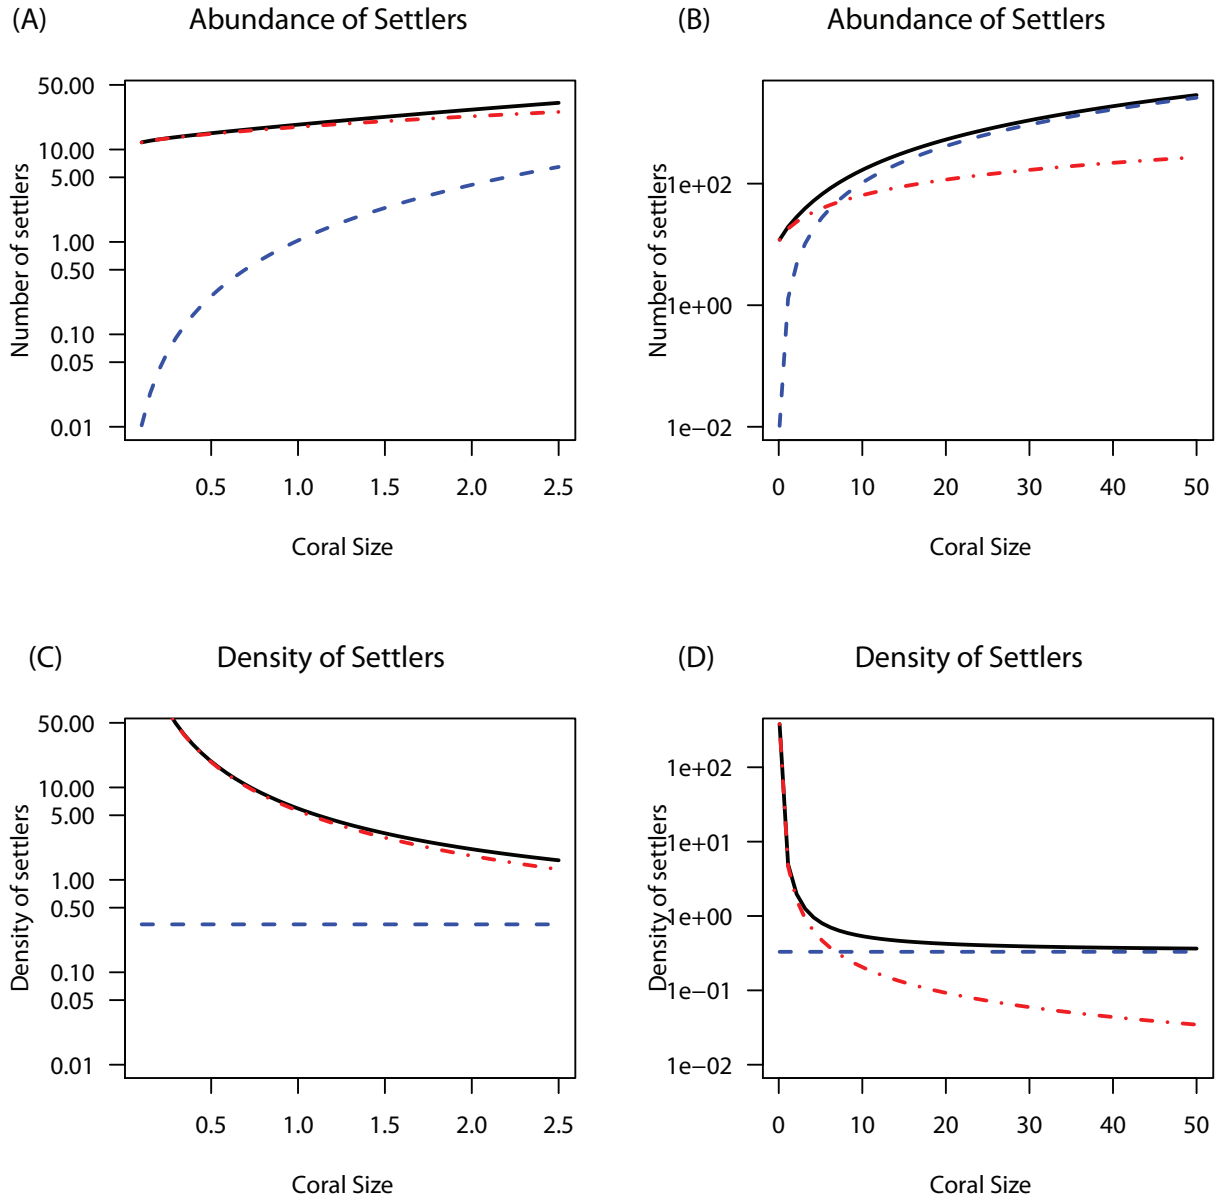 (A) Abundance of Settlers
Number of settlers
50.00
10.00
5.00
1.00
0.50
0.10
0.05
0.01
0.5 1.0 1.5 2.0 2.5
Coral Size
(B) Abundance of Settlers
Number of settlers
1e+02
1e+00
1e−02
0 10 20 30 40 50
Coral Size
(C) Density of Settlers
Density of settlers
50.00
10.00
5.00
1.00
0.50
0.10
0.05
0.01
0.5 1.0 1.5 2.0 2.5
Coral Size
(D) Density of Settlers
Density of settlers
1e+02
1e+01
1e+00
1e−01
1e−02
0 10 20 30 40 50
Coral Size